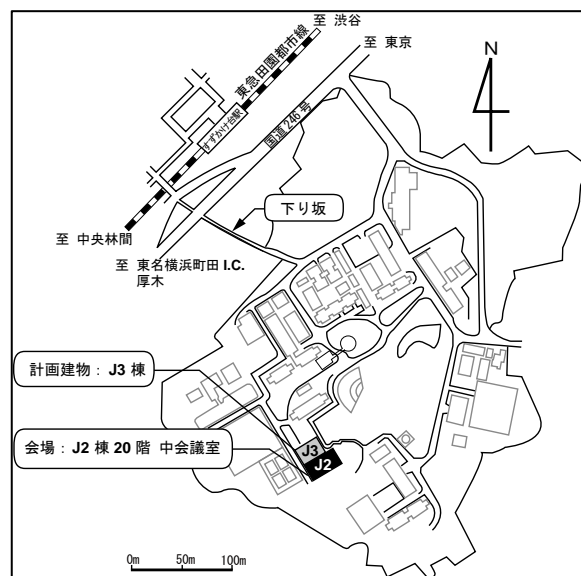 至 渋谷
至 東京
東急田園都市線
すずかけ台駅
国道246号
N
下り坂
至 中央林間
至 東名横浜町田 I.C.
厚木
計画建物： J3 棟
会場： J2 棟 20 階 中会議室
J3
J2
0m 50m 100m